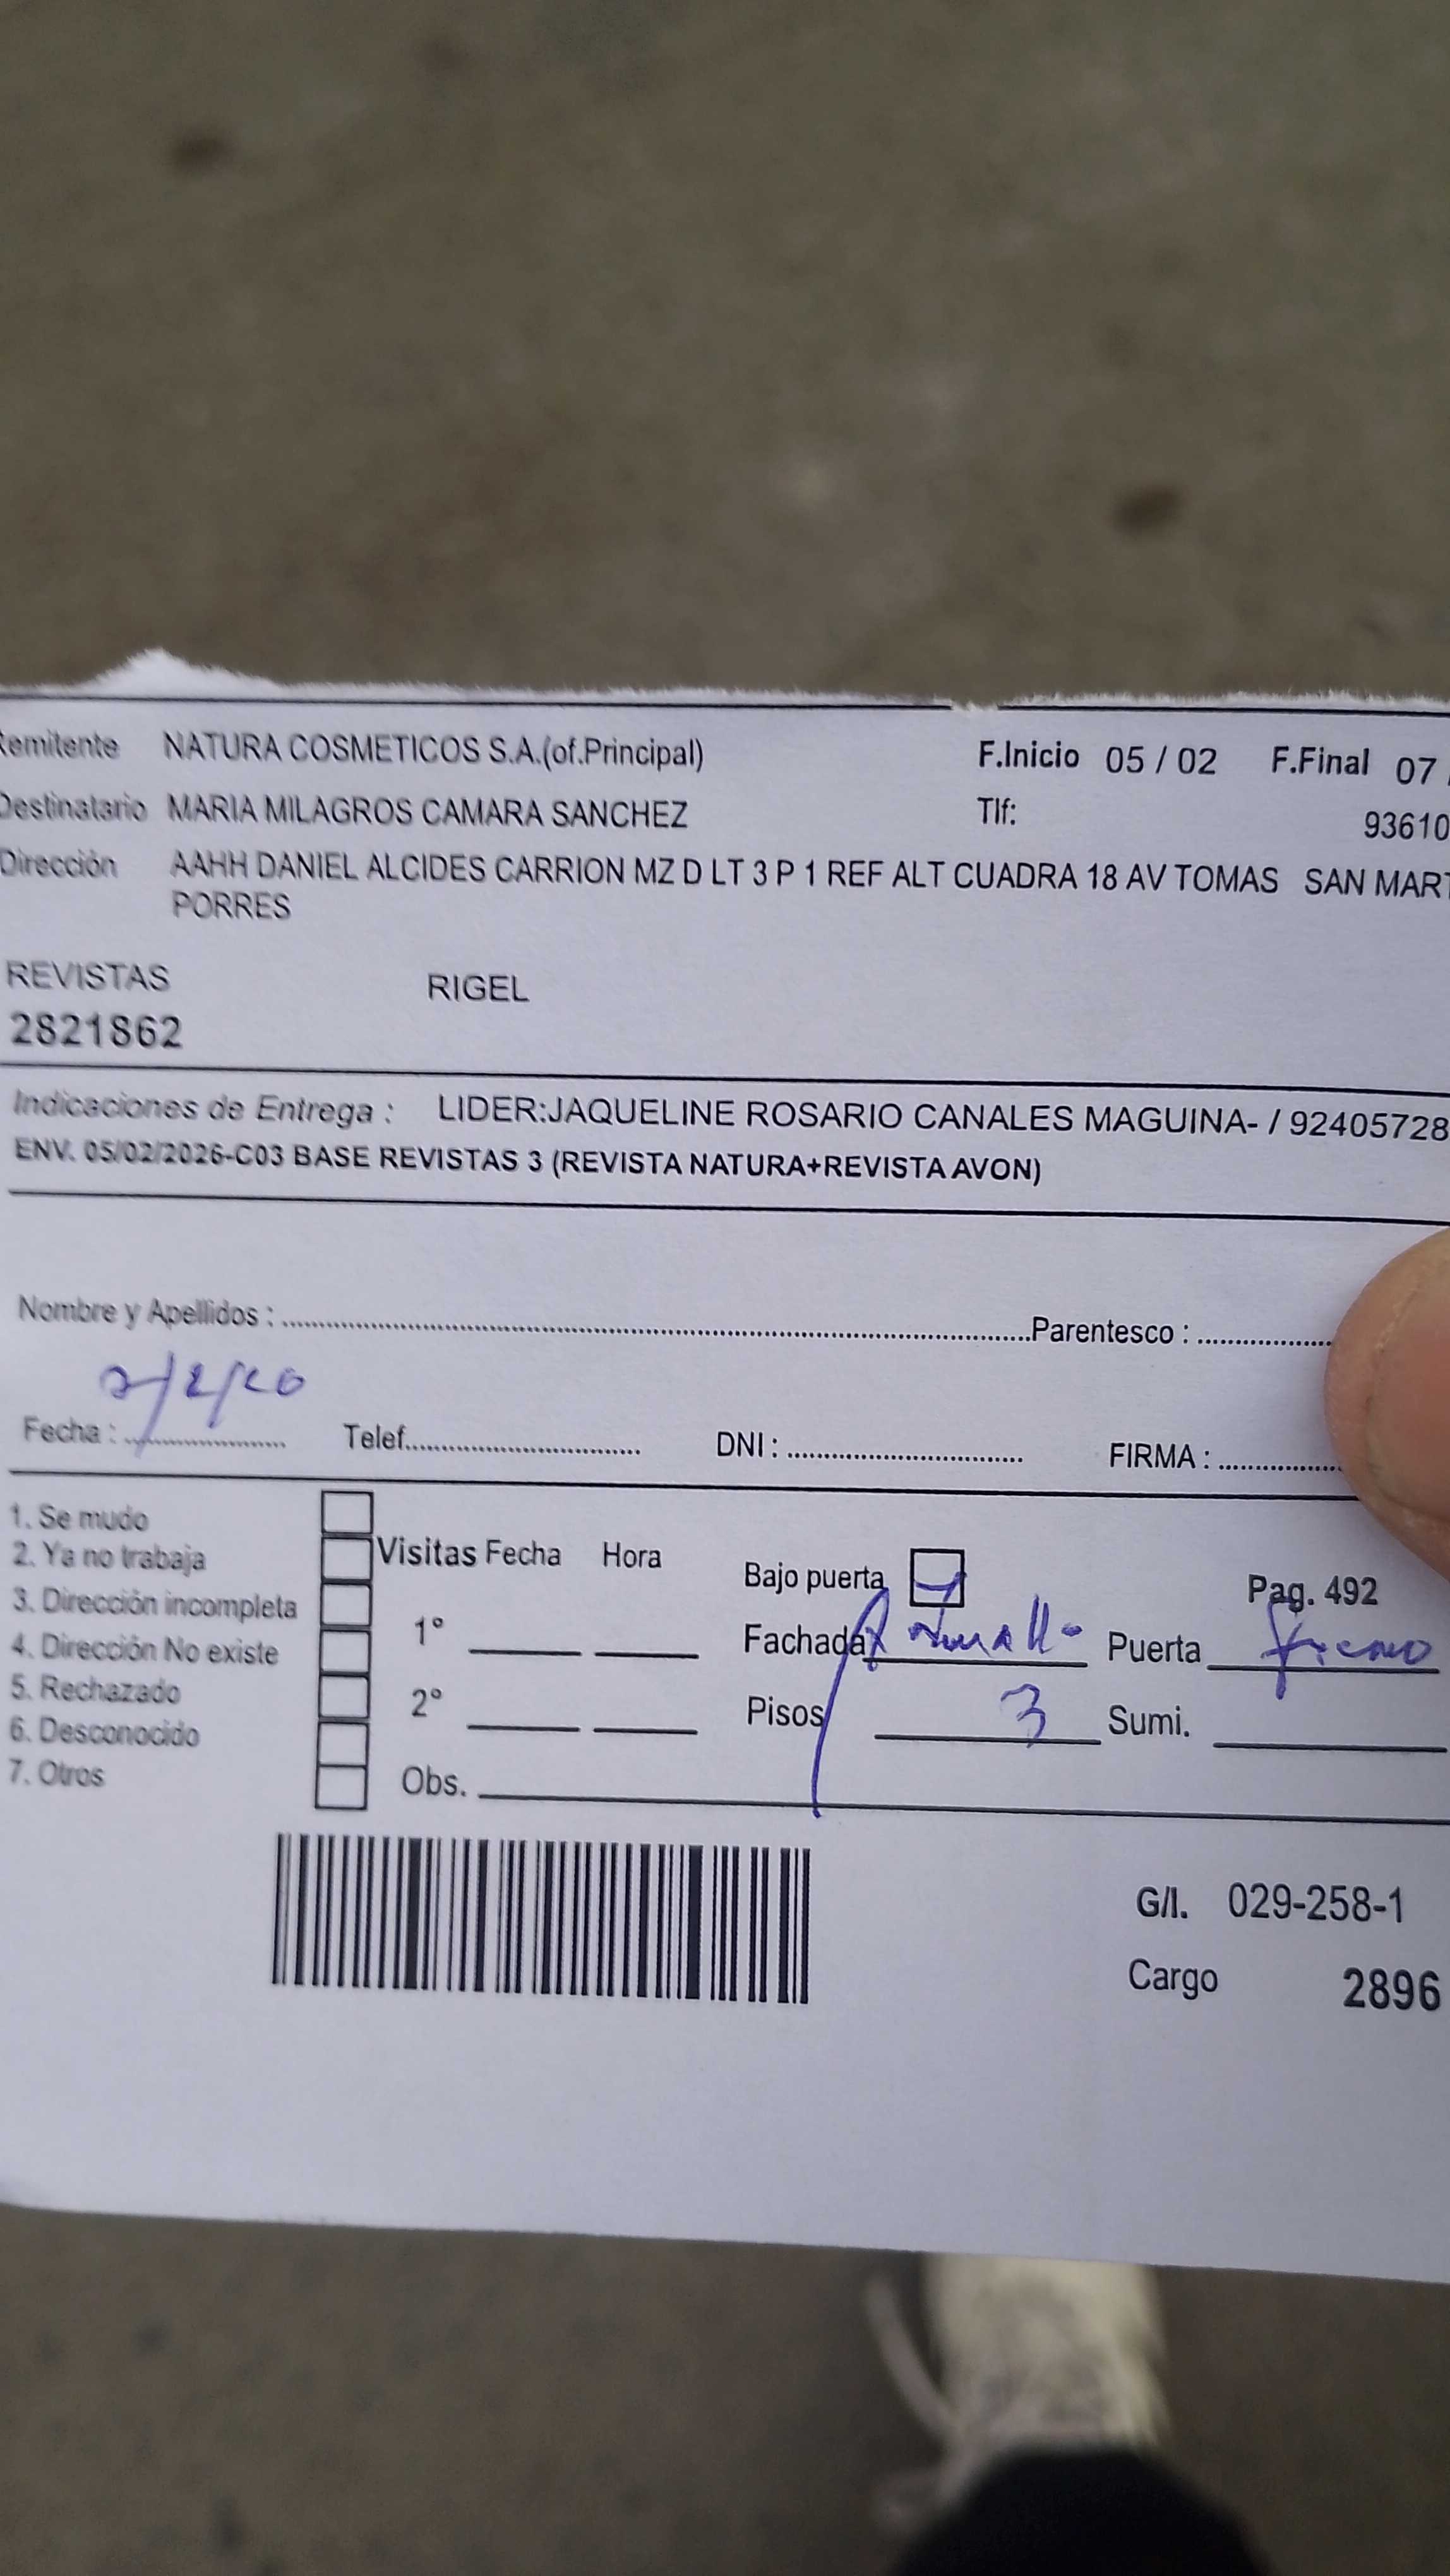 Remitente NATURA COSMETICOS S.A.(of.Principal) F.Inicio 05 / 02 F.Final 07
Destinatario MARIA MILAGROS CAMARA SANCHEZ Tlf: 93610
Dirección AAHH DANIEL ALCIDES CARRION MZ D LT 3 P 1 REF ALT CUADRA 18 AV TOMAS SAN MART
PORRES
REVISTAS RIGEL
2821862
Indicaciones de Entrega : LIDER:JAQUELINE ROSARIO CANALES MAGUINA- / 92405728
ENV. 05/02/2026-C03 BASE REVISTAS 3 (REVISTA NATURA+REVISTA AVON)
Nombre y Apellidos : Parentesco :
Fecha : Telef. DNI : FIRMA :
1. Se mudo
2. Ya no trabaja Visitas Fecha Hora Bajo puerta Pag. 492
3. Dirección incompleta 1° Fachada Puerta
4. Dirección No existe
5. Rechazado 2° Pisos 3 Sumi.
6. Desconocido
7. Otros Obs.
G/I. 029-258-1
Cargo 2896